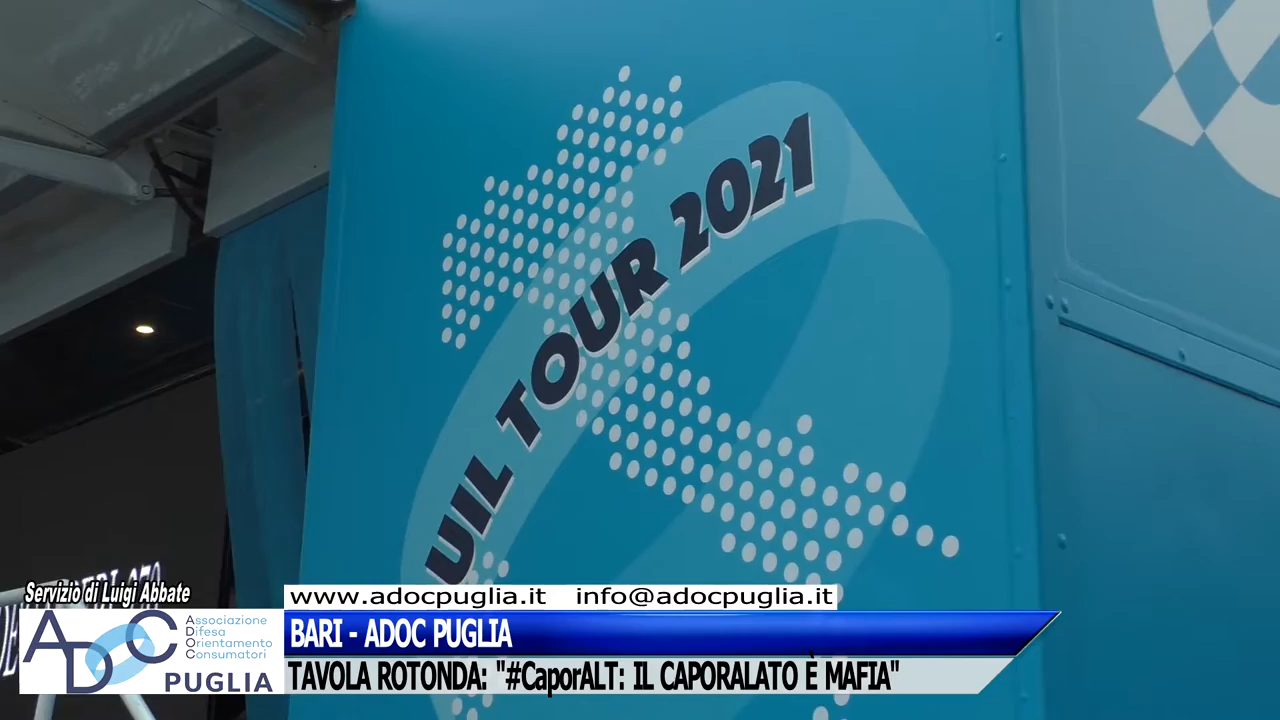 UIL TOUR 2021
Servizio di Luigi Abbate
www.adocpuglia.it info@adocpuglia.it
ADOC
Associazione
Difesa
Orientamento
Consumatori
PUGLIA
BARI - ADOC PUGLIA
TAVOLA ROTONDA: "#CaporALT: IL CAPORALATO È MAFIA"